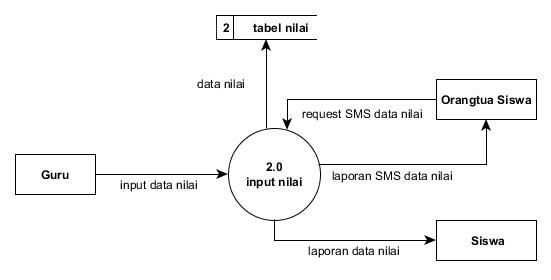 2 tabel nilai
data nilai
Orangtua Siswa
request SMS data nilai
2.0
input nilai
laporan SMS data nilai
Guru
input data nilai
Siswa
laporan data nilai